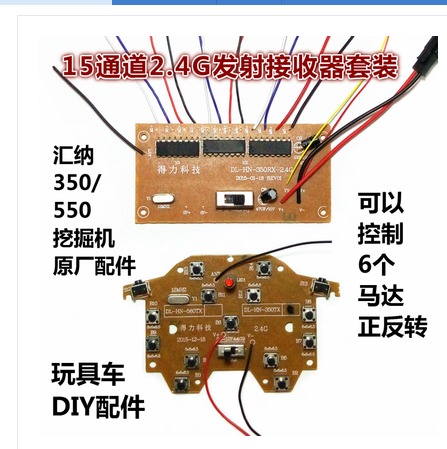 15通道2.4G发射接收器套装
汇纳
350/
550
挖掘机
原厂配件
得力科技
DL-HN-350RX-2.4G
2015-01-15 REV01
可以
控制
6个
马达
正反转
DL-HN-560TX
DL-HN-350TX
得力科技
2.4G
2015-12-18
玩具车
DIY配件